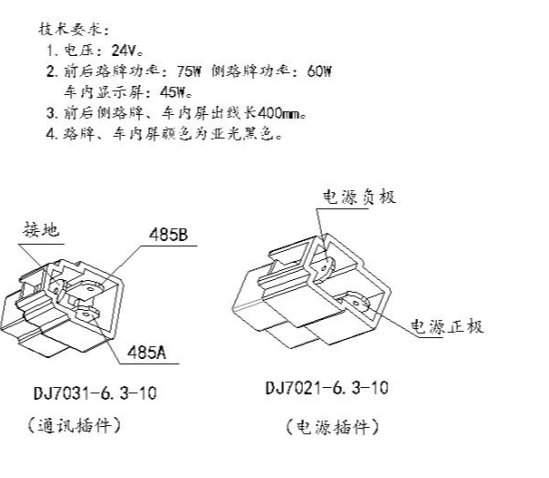 技术要求：
1. 电压：24V。
2. 前后路牌功率：75W 侧路牌功率：60W
车内显示屏：45W。
3. 前后侧路牌、车内屏出线长400mm。
4. 路牌、车内屏颜色为亚光黑色。
电源负极
接地
485B
电源正极
485A
DJ7031-6.3-10
DJ7021-6.3-10
（通讯插件）
（电源插件）